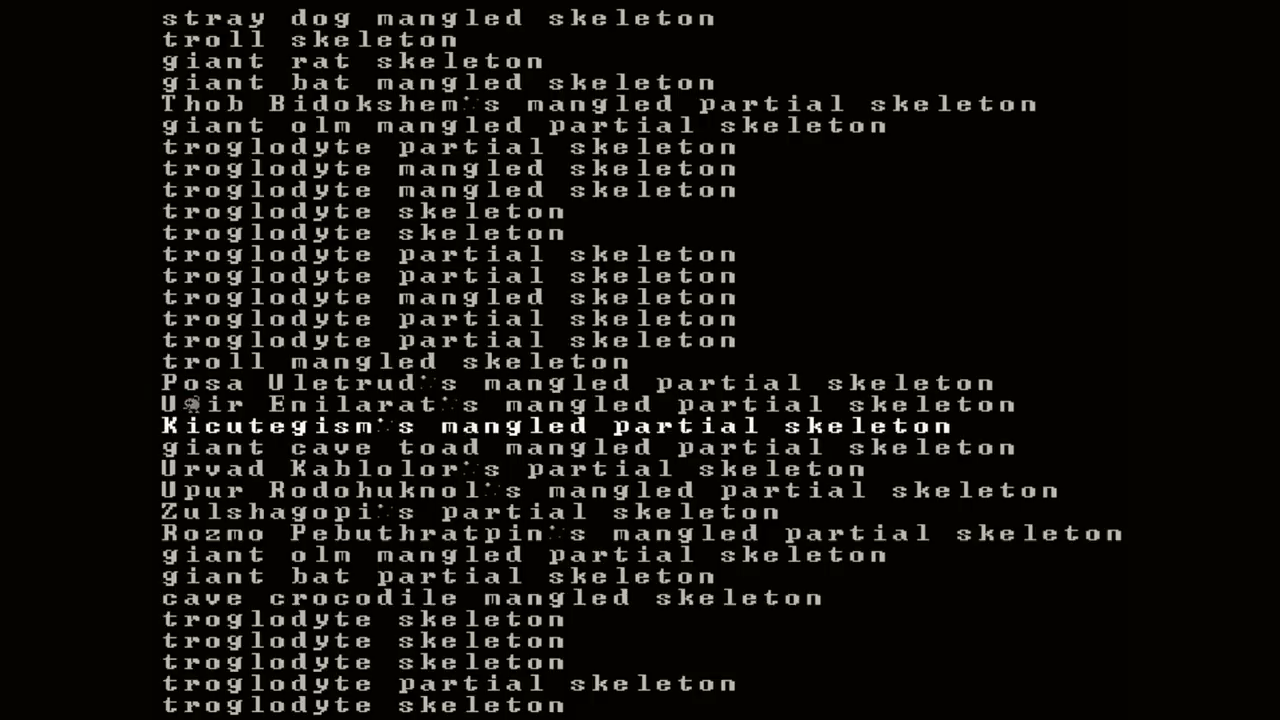 stray dog mangled skeleton
troll skeleton
giant rat skeleton
giant bat mangled skeleton
Thob Bidokshem's mangled partial skeleton
giant olm mangled partial skeleton
troglodyte partial skeleton
troglodyte mangled skeleton
troglodyte mangled skeleton
troglodyte skeleton
troglodyte skeleton
troglodyte partial skeleton
troglodyte partial skeleton
troglodyte mangled skeleton
troglodyte partial skeleton
troglodyte partial skeleton
troll mangled skeleton
Posa Uletrud's mangled partial skeleton
Enilarat's mangled partial skeleton
Kicutegism's mangled partial skeleton
giant cave toad mangled partial skeleton
Urvad Kablolor's partial skeleton
Upur Rodohuknol's mangled partial skeleton
Zulshagopi's partial skeleton
Rozmo Pebuthratpin's mangled partial skeleton
giant olm mangled partial skeleton
giant bat partial skeleton
cave crocodile mangled skeleton
troglodyte skeleton
troglodyte skeleton
troglodyte skeleton
troglodyte partial skeleton
troglodyte skeleton